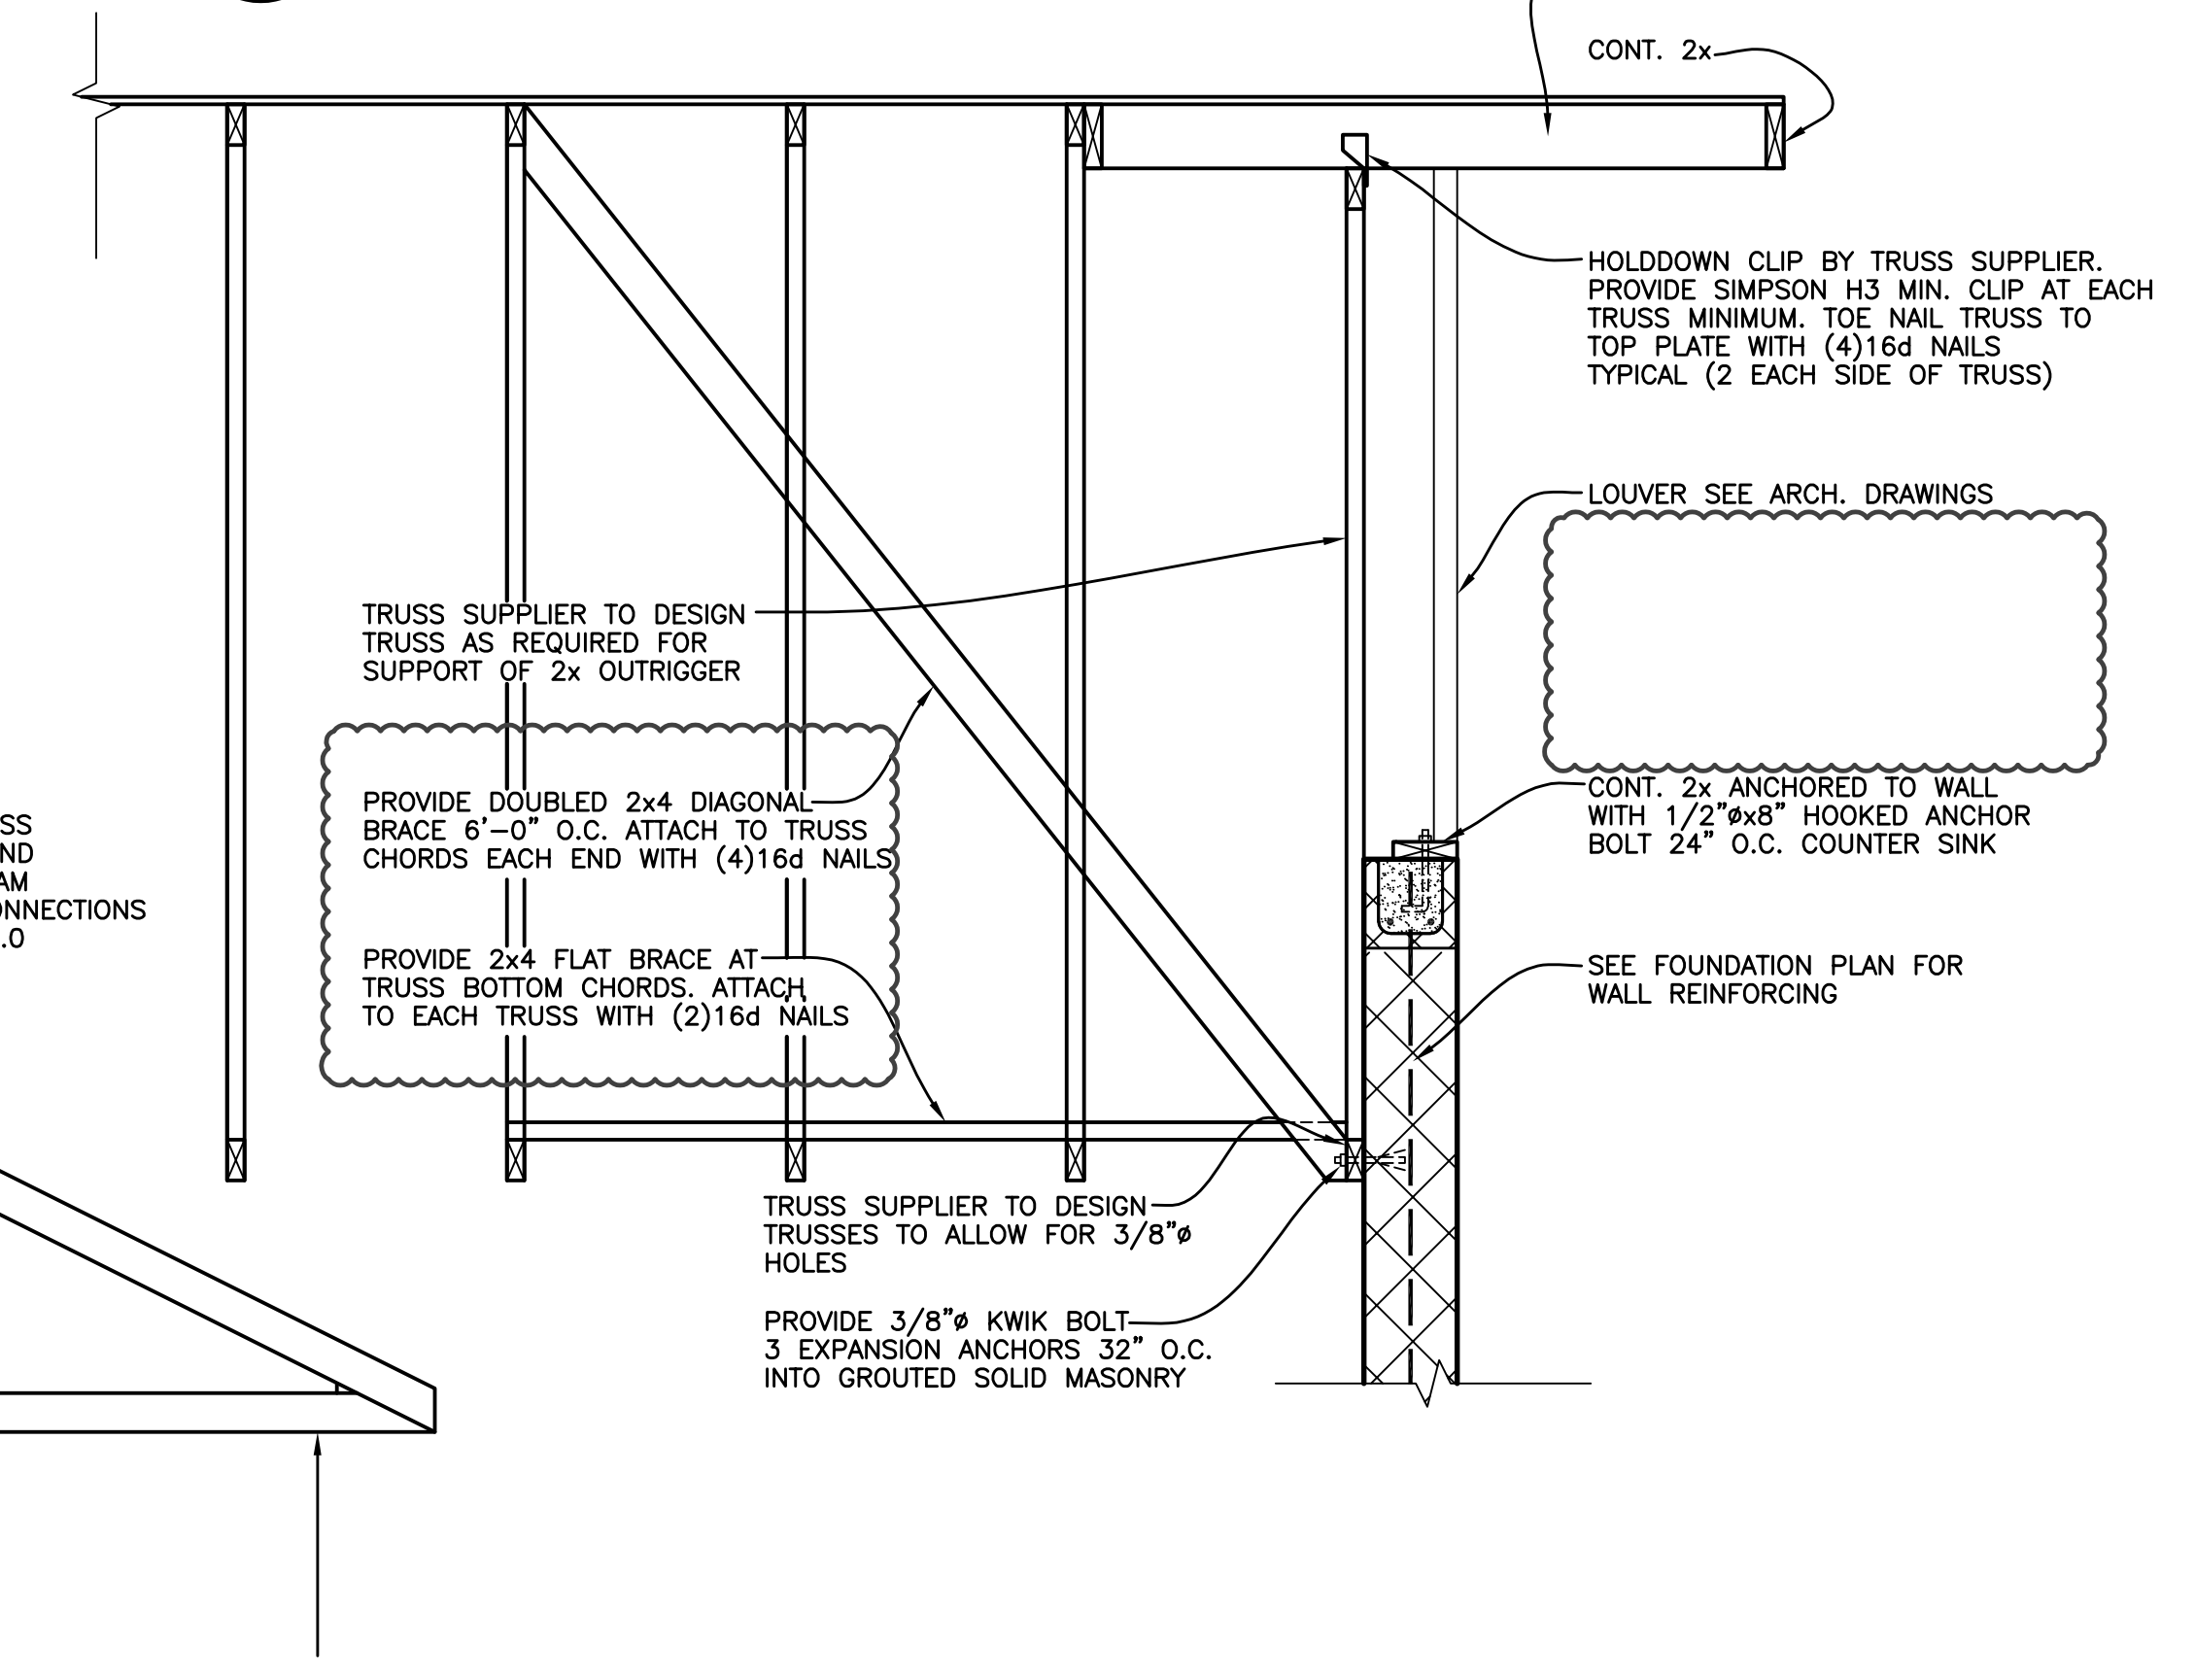 CONT. 2x
HOLDDOWN CLIP BY TRUSS SUPPLIER.
PROVIDE SIMPSON H3 MIN. CLIP AT EACH
TRUSS MINIMUM. TOE NAIL TRUSS TO
TOP PLATE WITH (4)16d NAILS
TYPICAL (2 EACH SIDE OF TRUSS)
LOUVER SEE ARCH. DRAWINGS
TRUSS SUPPLIER TO DESIGN
TRUSS AS REQUIRED FOR
SUPPORT OF 2x OUTRIGGER
PROVIDE DOUBLED 2x4 DIAGONAL
BRACE 6'-0" O.C. ATTACH TO TRUSS
CHORDS EACH END WITH (4)16d NAILS
CONT. 2x ANCHORED TO WALL
WITH 1/2"øx8" HOOKED ANCHOR
BOLT 24" O.C. COUNTER SINK
SS
ND
AM
ONNECTIONS
.0
PROVIDE 2x4 FLAT BRACE AT
TRUSS BOTTOM CHORDS. ATTACH
TO EACH TRUSS WITH (2)16d NAILS
SEE FOUNDATION PLAN FOR
WALL REINFORCING
TRUSS SUPPLIER TO DESIGN
TRUSSES TO ALLOW FOR 3/8"ø
HOLES
PROVIDE 3/8"ø KWIK BOLT
3 EXPANSION ANCHORS 32" O.C.
INTO GROUTED SOLID MASONRY